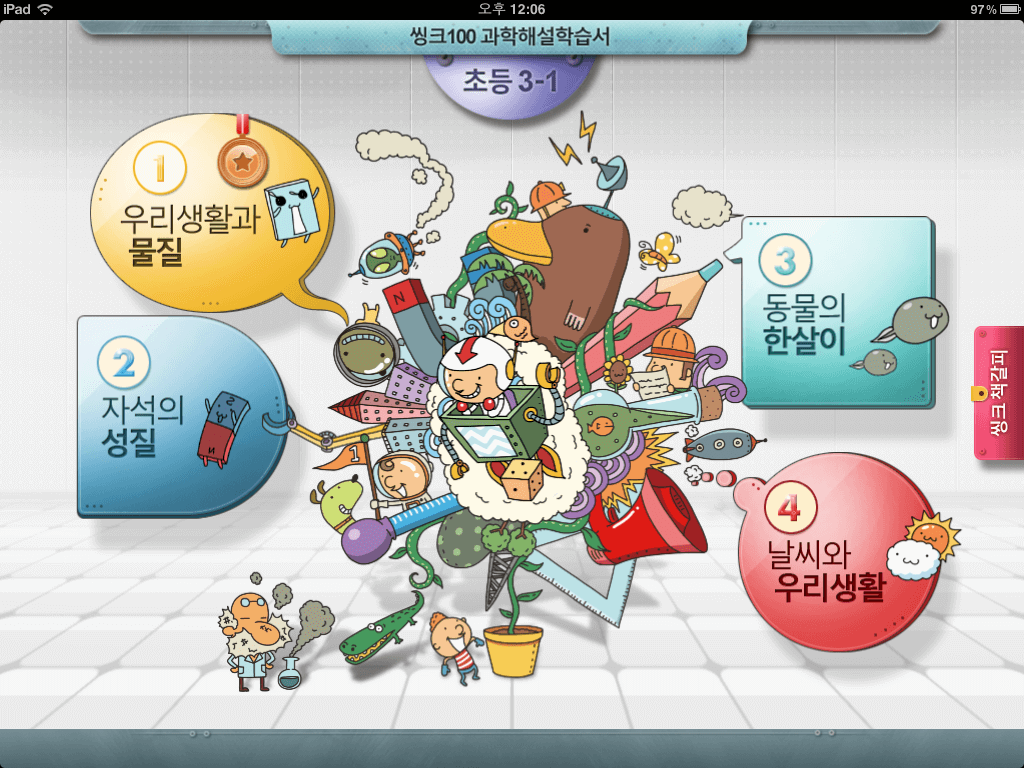 iPad 오후 12:06 97%
씽크100 과학해설학습서
초등 3-1
1
우리생활과
물질
2
자석의
성질
3
동물의
한살이
4
날씨와
우리생활
씽크 책갈피
N
1
N